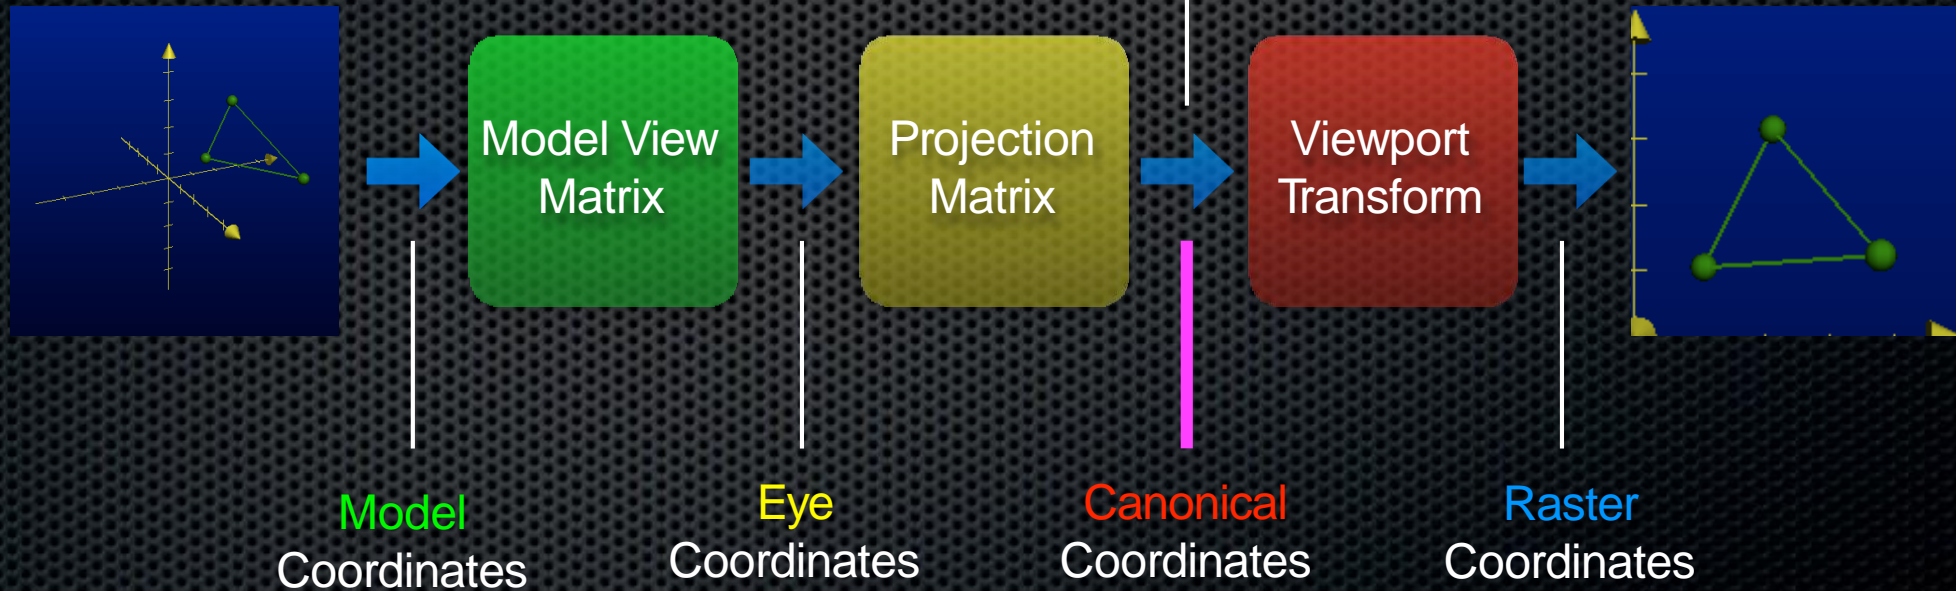 Model View
Matrix
Projection
Matrix
Viewport
Transform
Model
Coordinates
Eye
Coordinates
Canonical
Coordinates
Raster
Coordinates